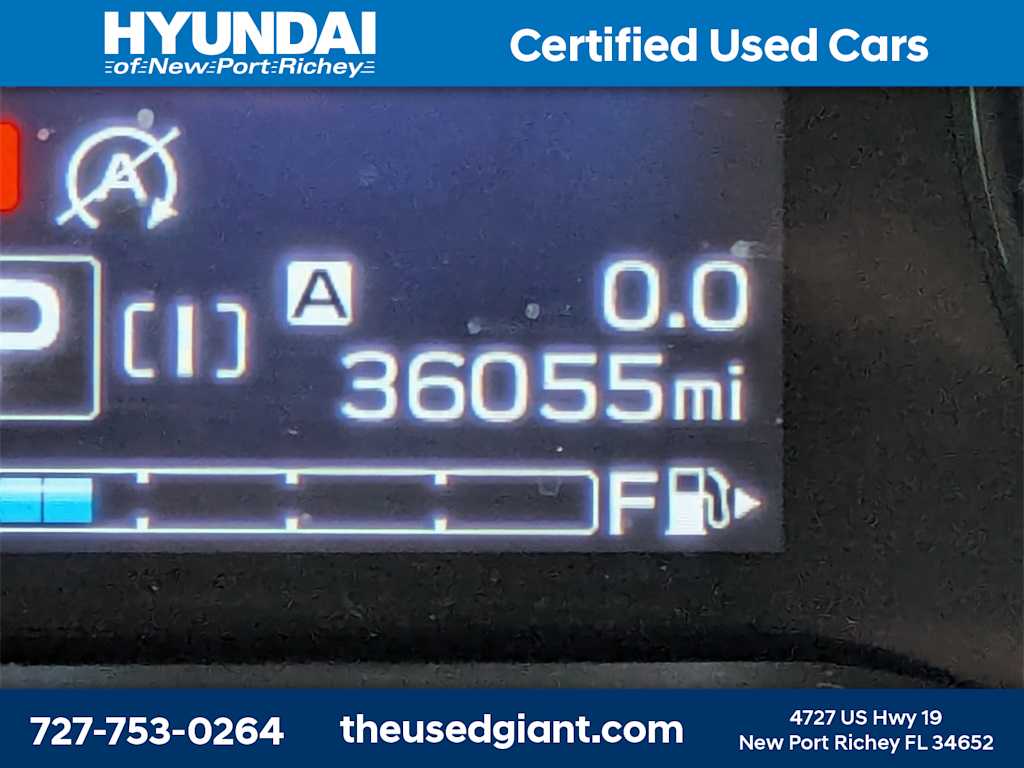 HYUNDAI
of New Port Richey
Certified Used Cars
A
A
0.0
P
[I]
36055mi
F
727-753-0264
theusedgiant.com
4727 US Hwy 19
New Port Richey FL 34652